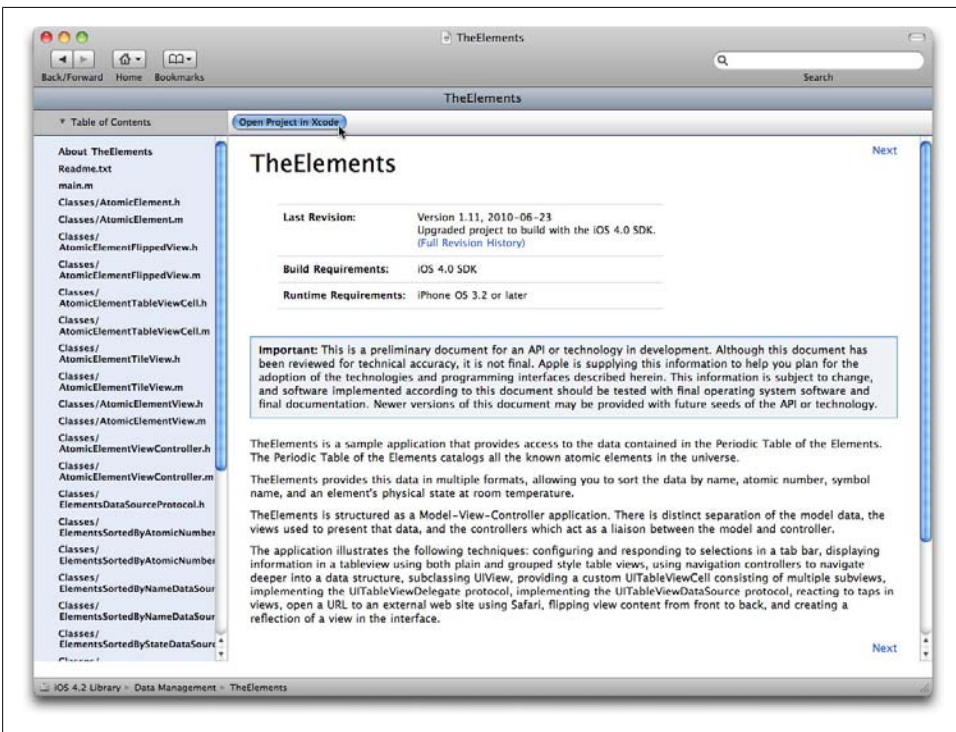 TheElements
Back/Forward Home Bookmarks
Search
TheElements
Table of Contents
Open Project in Xcode
About TheElements
Readme.txt
main.m
Classes/AtomicElement.h
Classes/AtomicElement.m
Classes/
AtomicElementFlippedView.h
Classes/
AtomicElementFlippedView.m
Classes/
AtomicElementTableViewCell.h
Classes/
AtomicElementTableViewCell.m
Classes/
AtomicElementTileView.h
Classes/
AtomicElementTileView.m
Classes/AtomicElementView.h
Classes/AtomicElementView.m
Classes/
AtomicElementViewController.h
Classes/
AtomicElementViewController.m
Classes/
ElementsDataSourceProtocol.h
Classes/
ElementsSortedByAtomicNumber
Classes/
ElementsSortedByAtomicNumber
Classes/
ElementsSortedByNameDataSour
Classes/
ElementsSortedByNameDataSour
Classes/
ElementsSortedByStateDataSour
Next
TheElements
Last Revision: Version 1.11, 2010-06-23
Upgraded project to build with the iOS 4.0 SDK.
(Full Revision History)
Build Requirements: iOS 4.0 SDK
Runtime Requirements: iPhone OS 3.2 or later
Important: This is a preliminary document for an API or technology in development. Although this document has
been reviewed for technical accuracy, it is not final. Apple is supplying this information to help you plan for the
adoption of the technologies and programming interfaces described herein. This information is subject to change,
and software implemented according to this document should be tested with final operating system software and
final documentation. Newer versions of this document may be provided with future seeds of the API or technology.
TheElements is a sample application that provides access to the data contained in the Periodic Table of the Elements.
The Periodic Table of the Elements catalogs all the known atomic elements in the universe.
TheElements provides this data in multiple formats, allowing you to sort the data by name, atomic number, symbol
name, and an element's physical state at room temperature.
TheElements is structured as a Model-View-Controller application. There is distinct separation of the model data, the
views used to present that data, and the controllers which act as a liaison between the model and controller.
The application illustrates the following techniques: configuring and responding to selections in a tab bar, displaying
information in a tableview using both plain and grouped style table views, using navigation controllers to navigate
deeper into a data structure, subclassing UIView, providing a custom UITableViewCell consisting of multiple subviews,
implementing the UITableViewDelegate protocol, implementing the UITableViewDataSource protocol, reacting to taps in
views, open a URL to an external web site using Safari, flipping view content from front to back, and creating a
reflection of a view in the interface.
Next
iOS 4.2 Library Data Management TheElements